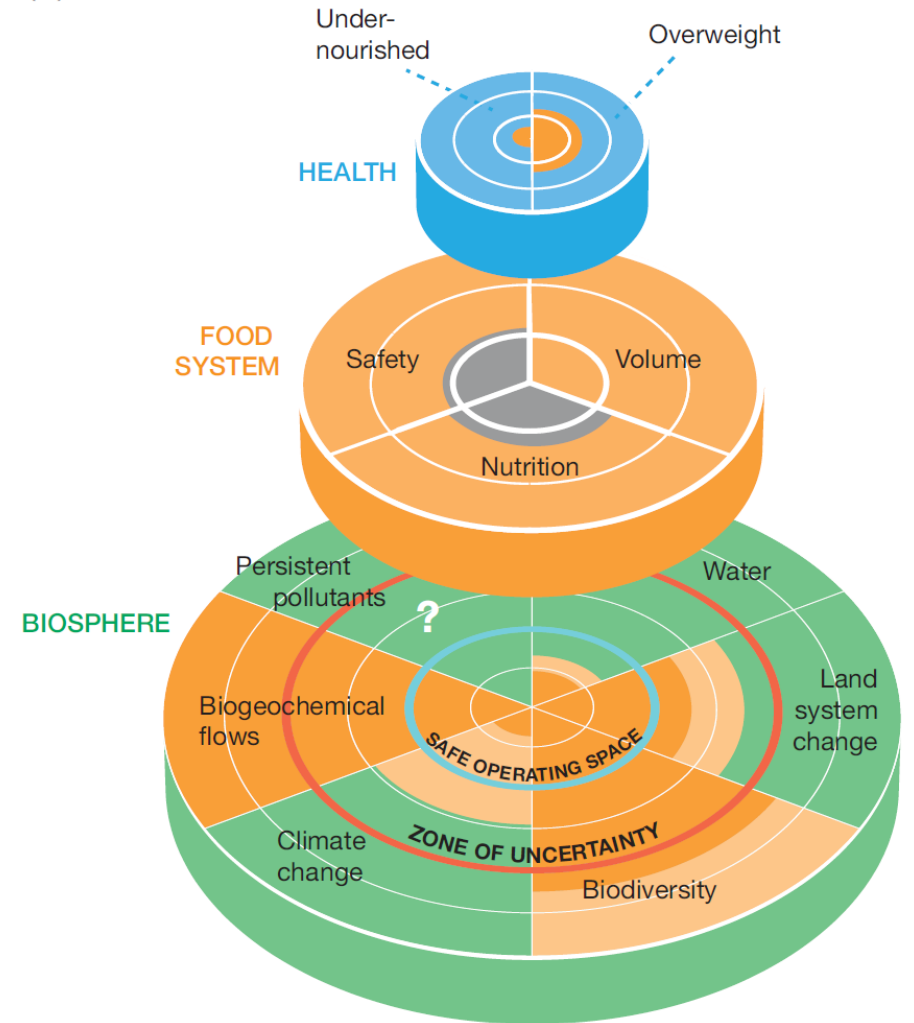 Under-
nourished
Overweight
HEALTH
FOOD
SYSTEM
Safety
Volume
Nutrition
Persistent
pollutants
?
Water
BIOSPHERE
Biogeochemical
flows
Land
system
change
SAFE OPERATING SPACE
ZONE OF UNCERTAINTY
Climate
change
Biodiversity